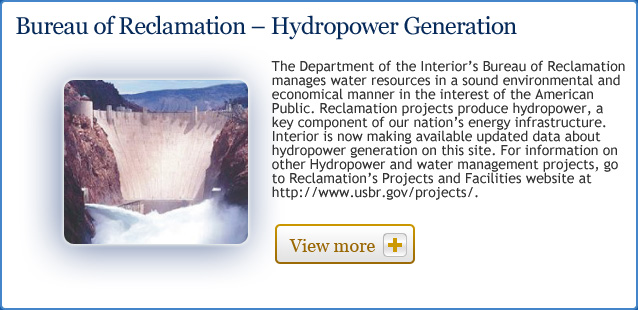 Bureau of Reclamation – Hydropower Generation
The Department of the Interior’s Bureau of Reclamation
manages water resources in a sound environmental and
economical manner in the interest of the American
Public. Reclamation projects produce hydropower, a
key component of our nation’s energy infrastructure.
Interior is now making available updated data about
hydropower generation on this site. For information on
other Hydropower and water management projects, go
to Reclamation’s Projects and Facilities website at
http://www.usbr.gov/projects/.
View more